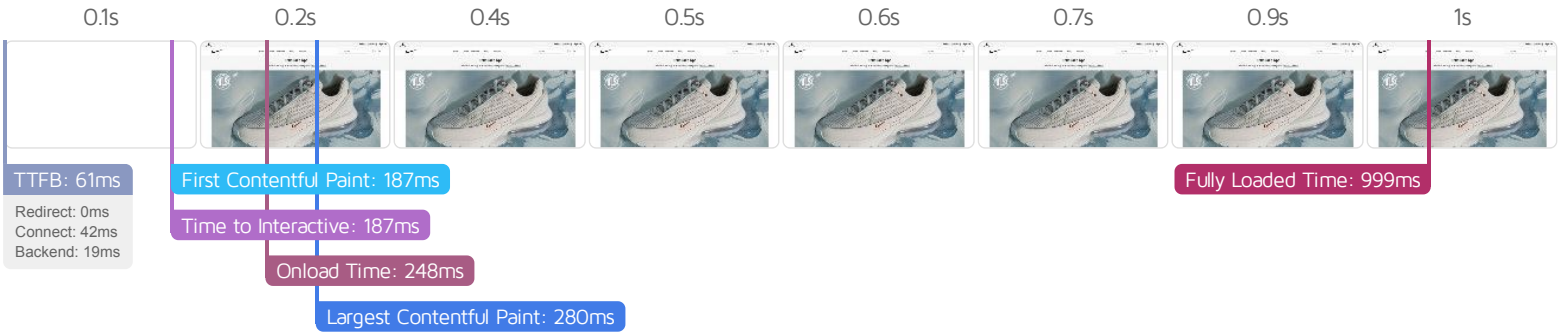 0.1s
0.2s
0.4s
0.5s
0.6s
0.7s
0.9s
1s
TTFB: 61ms
Redirect: 0ms
Connect: 42ms
Backend: 19ms
First Contentful Paint: 187ms
Fully Loaded Time: 999ms
Time to Interactive: 187ms
Onload Time: 248ms
Largest Contentful Paint: 280ms